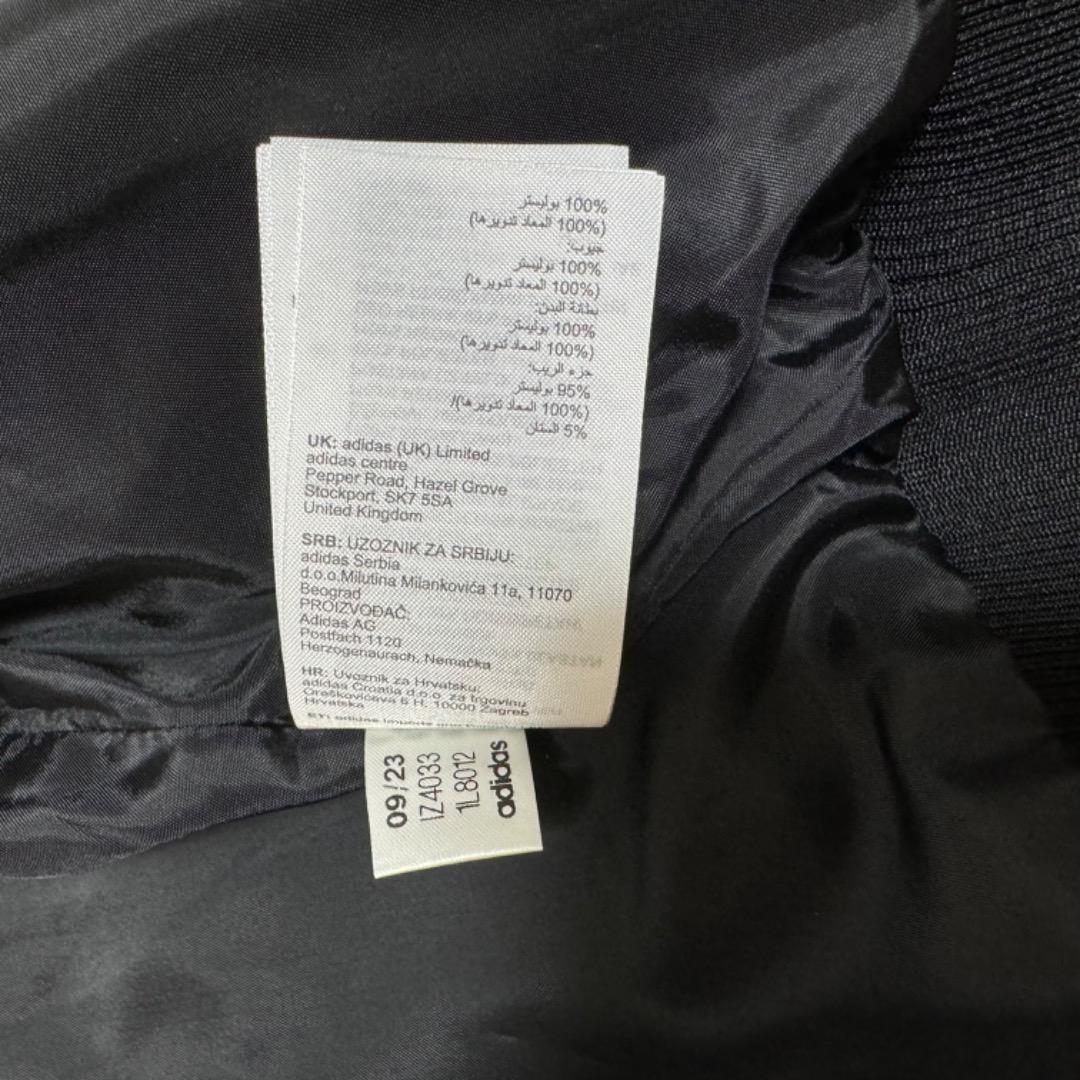 100% بوليستر
(100% المعاد تدويرها)
جيوب:
100% بوليستر
(100% المعاد تدويرها)
بطانة البدن:
100% بوليستر
(100% المعاد تدويرها)
جزء الريب:
95% بوليستر
(100% المعاد تدويرها)/
5% الستان
UK: adidas (UK) Limited
adidas centre
Pepper Road, Hazel Grove
Stockport, SK7 5SA
United Kingdom
SRB: UZOZNIK ZA SRBIJU:
adidas Serbia
d.o.o.Milutina Milankovića 11a, 11070
Beograd
PROIZVOĐAČ:
Adidas AG
Postfach 1120
Herzogenaurach, Nemačka
HR: Uvoznik za Hrvatsku:
adidas Croatia d.o.o. za trgovinu
Oreškovićeva 6 H, 10000 Zagreb
Hrvatska
09/23
IZ4033
1L8012
adidas